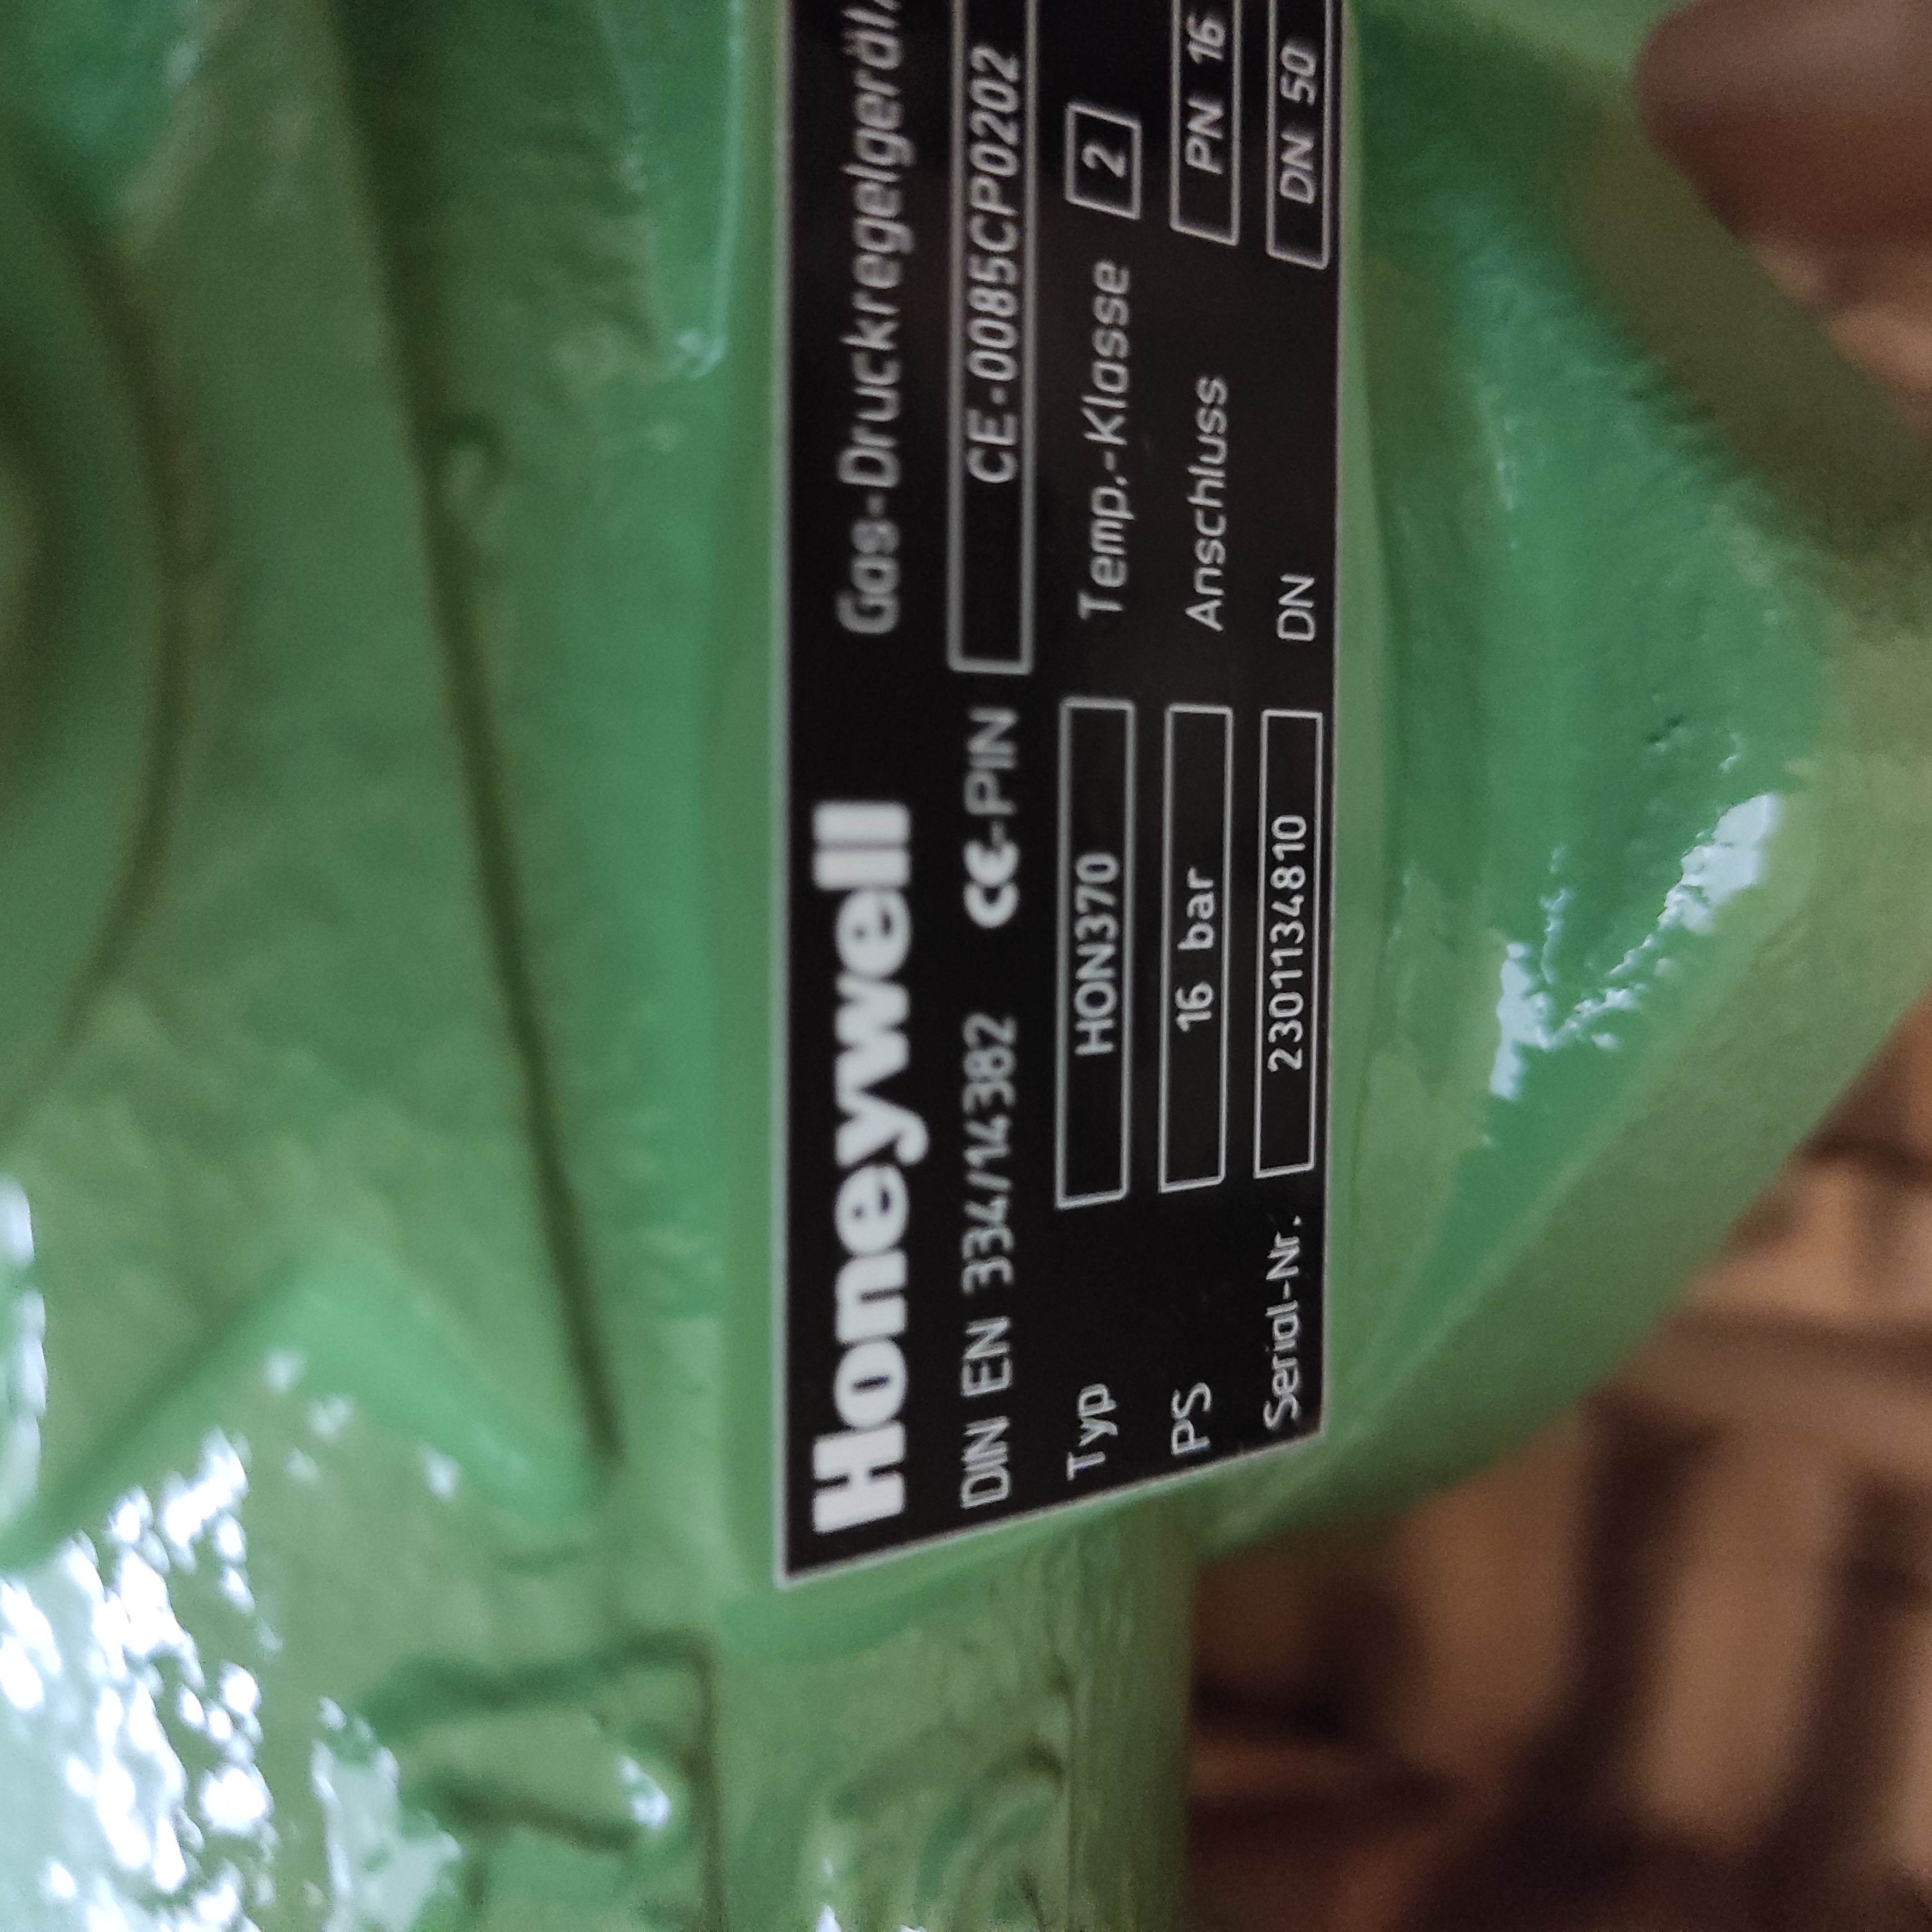 Honeywell Gas-Druckregelgerät/
DIN EN 334/14382 CE-PIN CE-0085CP0202
Typ HON370 Temp.-Klasse 2
PS 16 bar Anschluss PN 16
Serial-Nr. 2301134810 DN DN 50